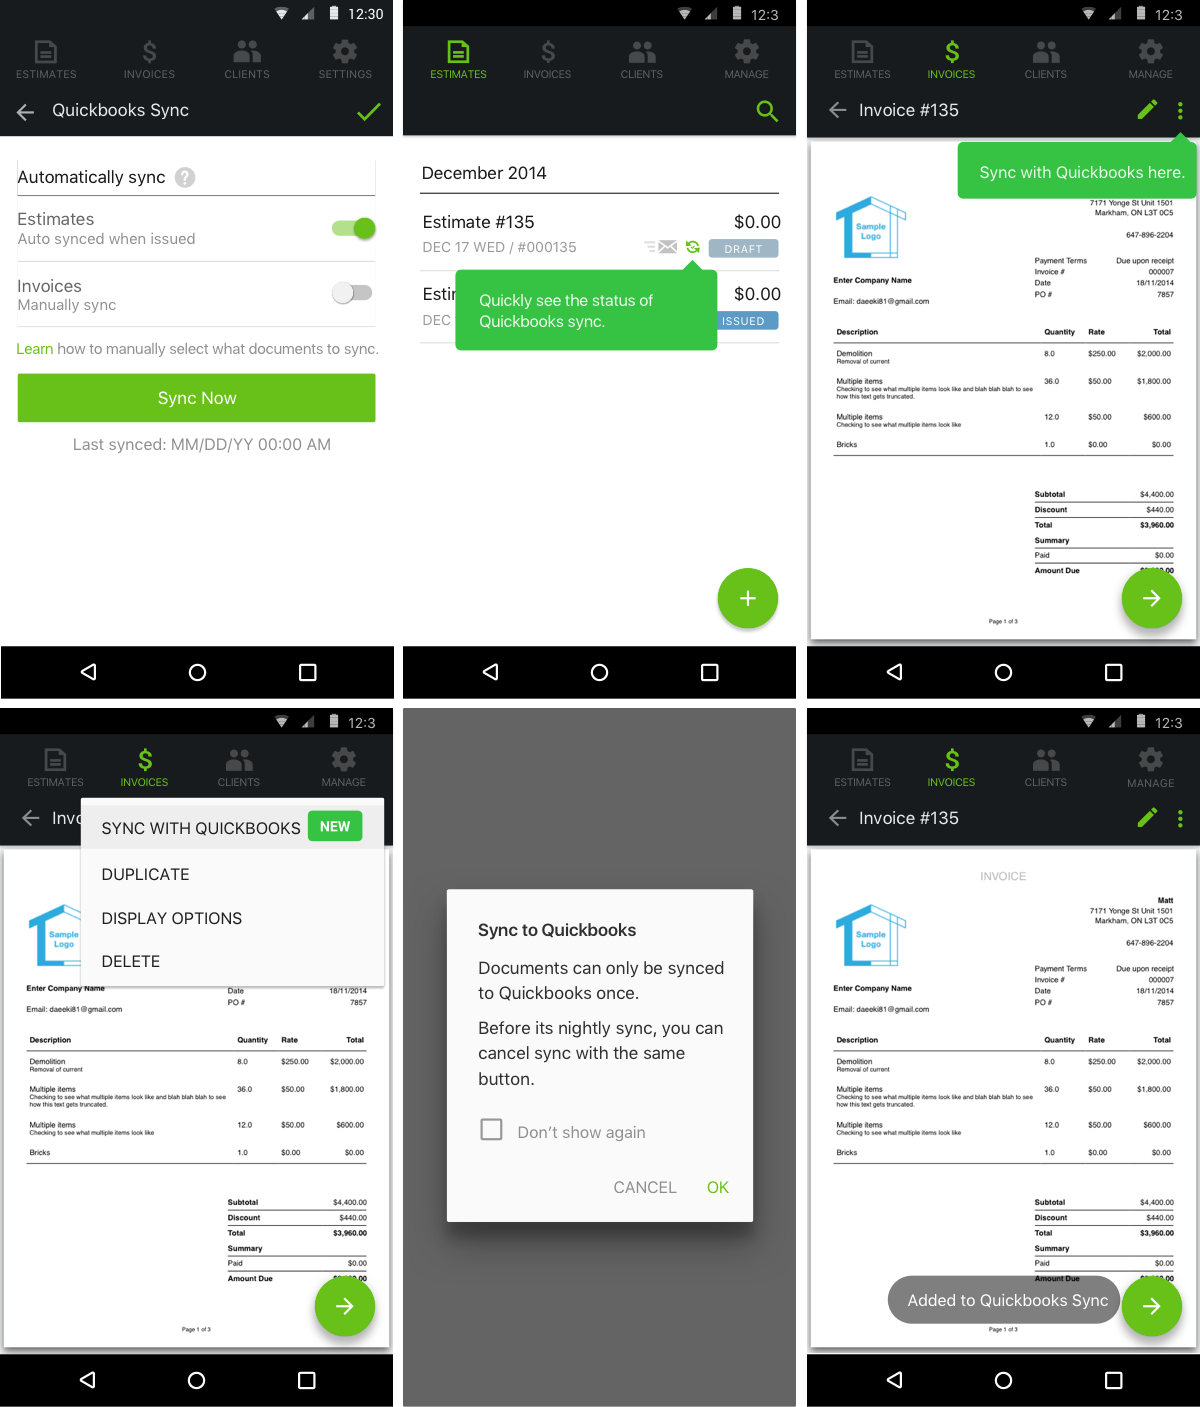 12:30
ESTIMATES INVOICES CLIENTS SETTINGS
Quickbooks Sync
Automatically sync ?
Estimates
Auto synced when issued
Invoices
Manually sync
Learn how to manually select what documents to sync.
Sync Now
Last synced: MM/DD/YY 00:00 AM
12:3
ESTIMATES INVOICES CLIENTS MANAGE
December 2014
Estimate #135 $0.00
DEC 17 WED / #000135 DRAFT
Estir $0.00
DEC ISSUED
Quickly see the status of
Quickbooks sync.
12:3
ESTIMATES INVOICES CLIENTS MANAGE
Invoice #135
Sync with Quickbooks here.
7171 Yonge St Unit 1501
Markham, ON L3T 0C5
647-896-2204
Sample
Logo
Payment Terms Due upon receipt
Invoice # 000007
Date 18/11/2014
PO # 7857
Enter Company Name
Email: daeeki81@gmail.com
Description Quantity Rate Total
Demolition 8.0 $250.00 $2,000.00
Removal of current
Multiple items 36.0 $50.00 $1,800.00
Checking to see what multiple items look like and blah blah blah to see
how this text gets truncated.
Multiple items 12.0 $50.00 $600.00
Checking to see what multiple items look like
Bricks 1.0 $0.00 $0.00
Subtotal $4,400.00
Discount $440.00
Total $3,960.00
Summary
Paid $0.00
Amount Due
Page 1 of 3
12:3
ESTIMATES INVOICES CLIENTS MANAGE
Invo
SYNC WITH QUICKBOOKS NEW
DUPLICATE
DISPLAY OPTIONS
DELETE
Sample
Logo
Enter Company Name
Date 18/11/2014
PO # 7857
Email: daeeki81@gmail.com
Description Quantity Rate Total
Demolition 8.0 $250.00 $2,000.00
Removal of current
Multiple items 36.0 $50.00 $1,800.00
Checking to see what multiple items look like and blah blah blah to see
how this text gets truncated.
Multiple items 12.0 $50.00 $600.00
Checking to see what multiple items look like
Bricks 1.0 $0.00 $0.00
Subtotal $4,400.00
Discount $440.00
Total $3,960.00
Summary
Paid $0.00
Amount Due
Page 1 of 3
Sync to Quickbooks
Documents can only be synced
to Quickbooks once.
Before its nightly sync, you can
cancel sync with the same
button.
Don't show again
CANCEL OK
12:3
ESTIMATES INVOICES CLIENTS MANAGE
Invoice #135
INVOICE
Matt
7171 Yonge St Unit 1501
Markham, ON L3T 0C5
647-896-2204
Sample
Logo
Payment Terms Due upon receipt
Invoice # 000007
Date 18/11/2014
PO # 7857
Enter Company Name
Email: daeeki81@gmail.com
Description Quantity Rate Total
Demolition 8.0 $250.00 $2,000.00
Removal of current
Multiple items 36.0 $50.00 $1,800.00
Checking to see what multiple items look like and blah blah blah to see
how this text gets truncated.
Multiple items 12.0 $50.00 $600.00
Checking to see what multiple items look like
Bricks 1.0 $0.00 $0.00
Subtotal $4,400.00
Discount $440.00
Total $3,960.00
Summary
Paid $0.00
Amount Due
Added to Quickbooks Sync
Page 1 of 3